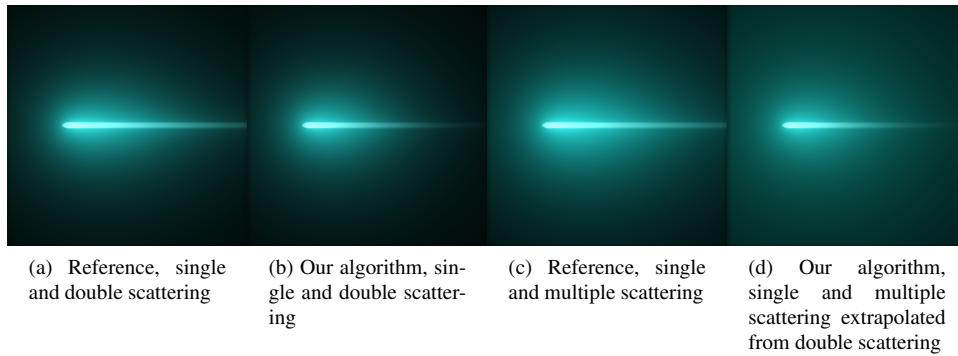 (a) Reference, single
and double scattering
(b) Our algorithm, sin-
gle and double scatter-
ing
(c) Reference, single
and multiple scattering
(d) Our algorithm,
single and multiple
scattering extrapolated
from double scattering